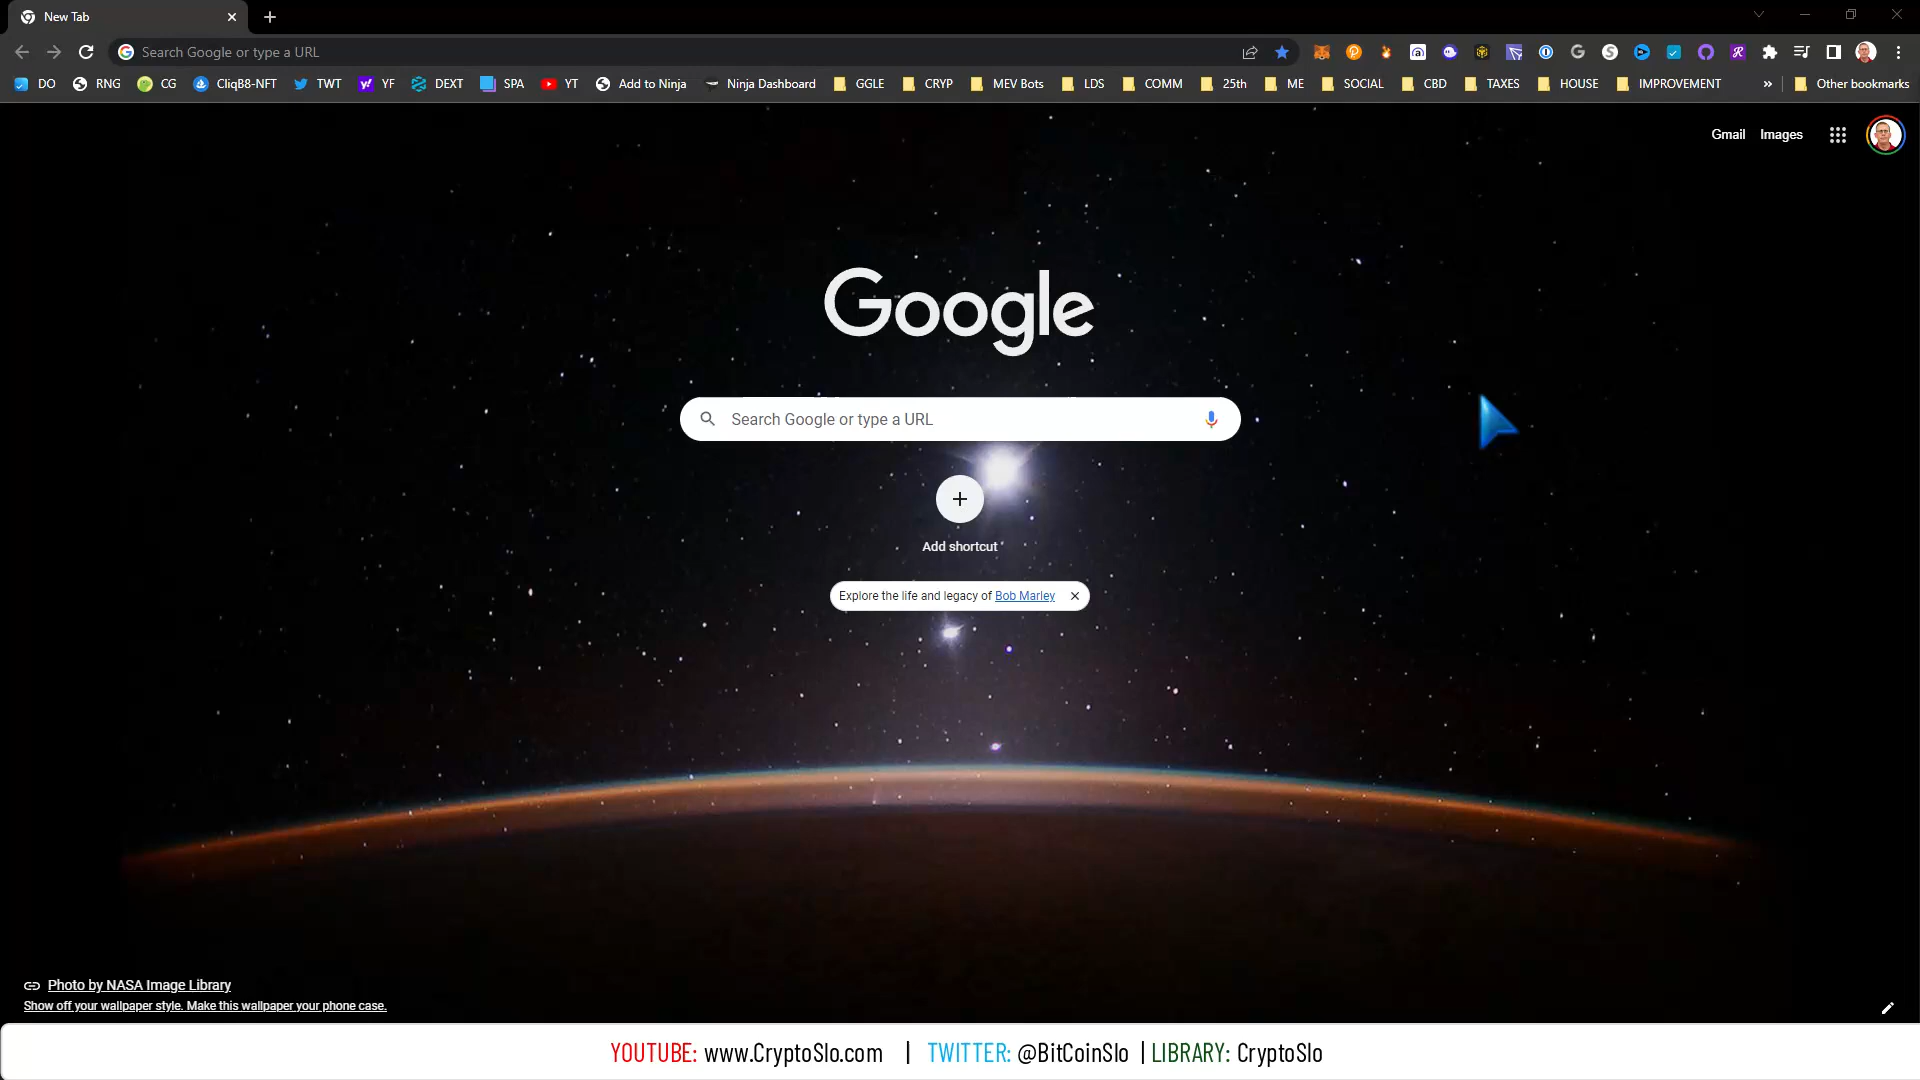 New Tab
Search Google or type a URL
DO RNG CG CliqB8-NFT TWT YF DEXT SPA YT Add to Ninja Ninja Dashboard GGLE CRYP MEV Bots LDS COMM 25th ME SOCIAL CBD TAXES HOUSE IMPROVEMENT » Other bookmarks
Gmail Images
Google
Search Google or type a URL
Add shortcut
Explore the life and legacy of Bob Marley
Photo by NASA Image Library
Show off your wallpaper style. Make this wallpaper your phone case.
YOUTUBE: www.CryptoSlo.com | TWITTER: @BitCoinSlo | LIBRARY: CryptoSlo